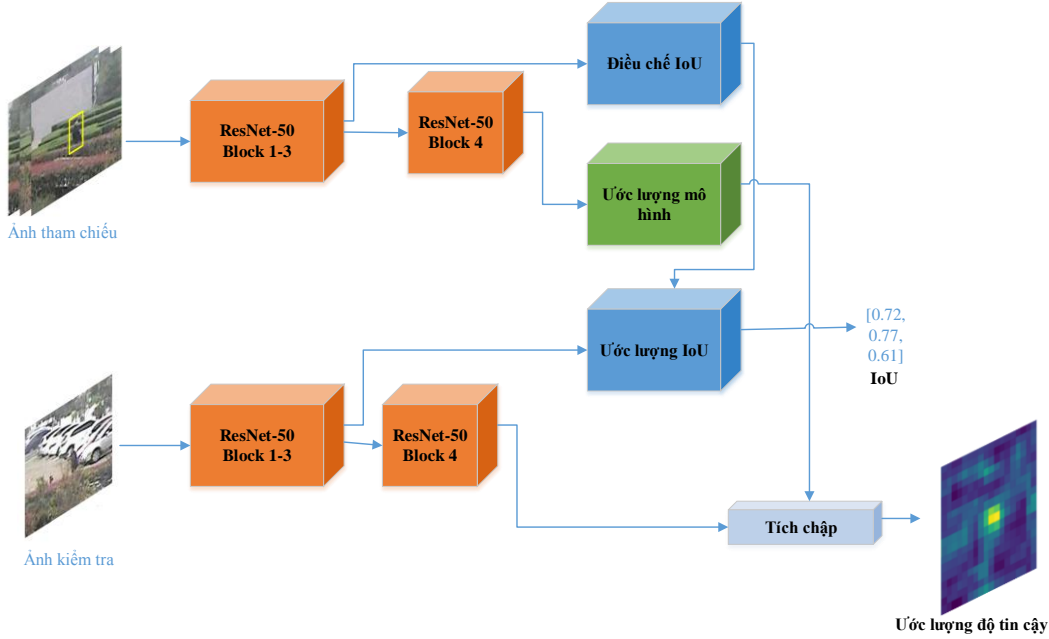 Điều chế IoU
ResNet-50
Block 1-3
ResNet-50
Block 4
Ước lượng mô
hình
Ảnh tham chiếu
[0.72,
0.77,
0.61]
IoU
Ước lượng IoU
ResNet-50
Block 1-3
ResNet-50
Block 4
Tích chập
Ảnh kiểm tra
Ước lượng độ tin cậy